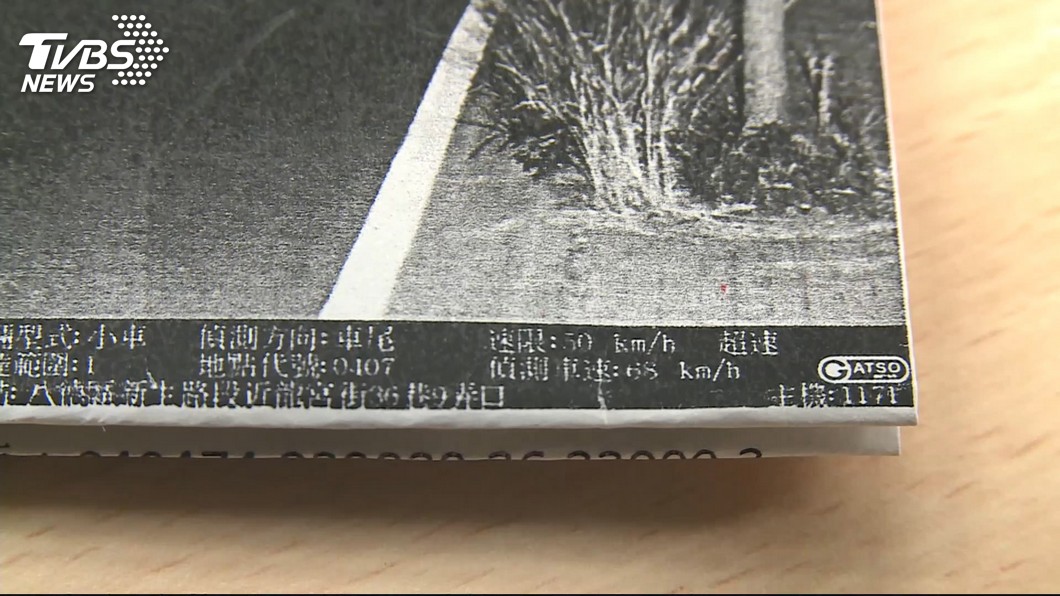 TVBS
NEWS
輛型式:小車 偵測方向:車尾 速限:50 km/h 超速
範圍:1 地點代號:0407 偵測車速:68 km/h
GATSO
八德區新生路段近龍宮街36巷9弄口 主機:117F